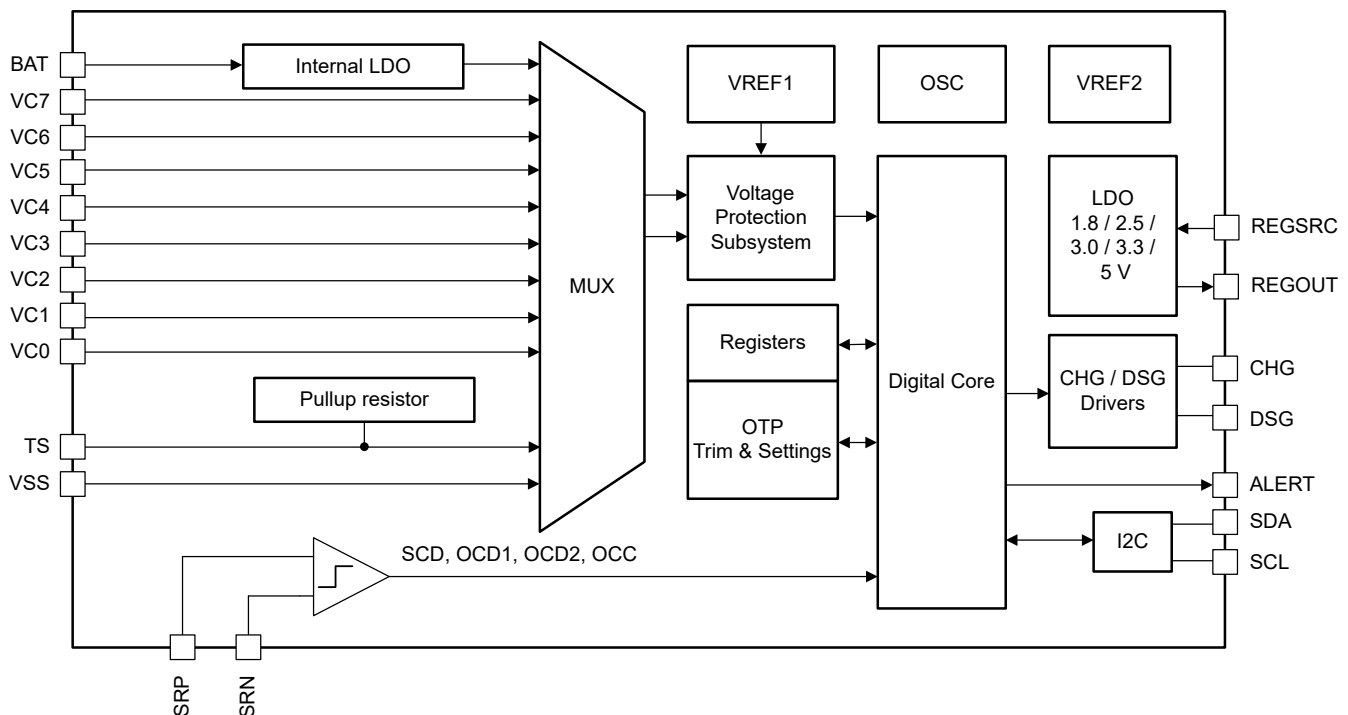 BAT
VC7
VC6
VC5
VC4
VC3
VC2
VC1
VC0
TS
VSS
Internal LDO
Pullup resistor
MUX
VREF1
OSC
VREF2
Voltage
Protection
Subsystem
Registers
OTP
Trim & Settings
Digital Core
LDO
1.8 / 2.5 /
3.0 / 3.3 /
5 V
CHG / DSG
Drivers
I2C
REGSRC
REGOUT
CHG
DSG
ALERT
SDA
SCL
SCD, OCD1, OCD2, OCC
SRP
SRN